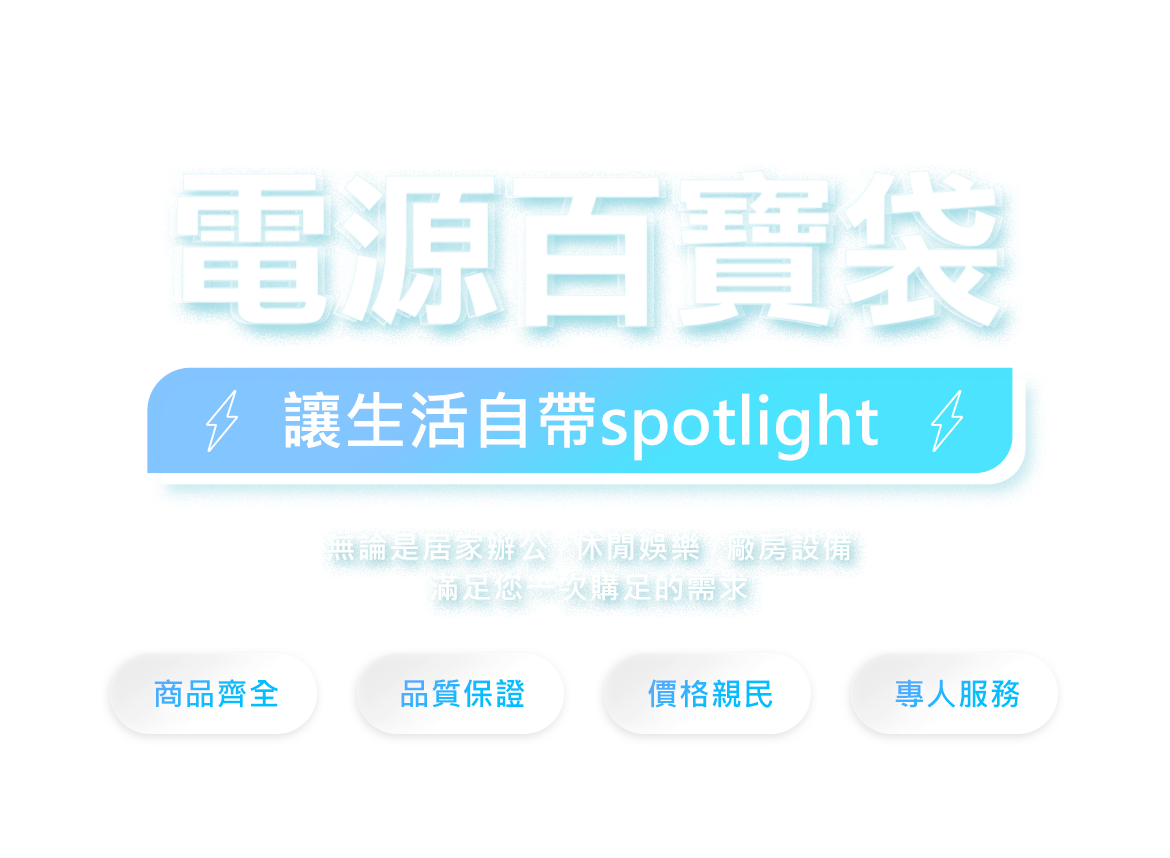 電源百寶袋
讓生活自帶spotlight
無論是居家辦公 休閒娛樂 廠房設備
滿足您一次購足的需求
商品齊全 品質保證 價格親民 專人服務